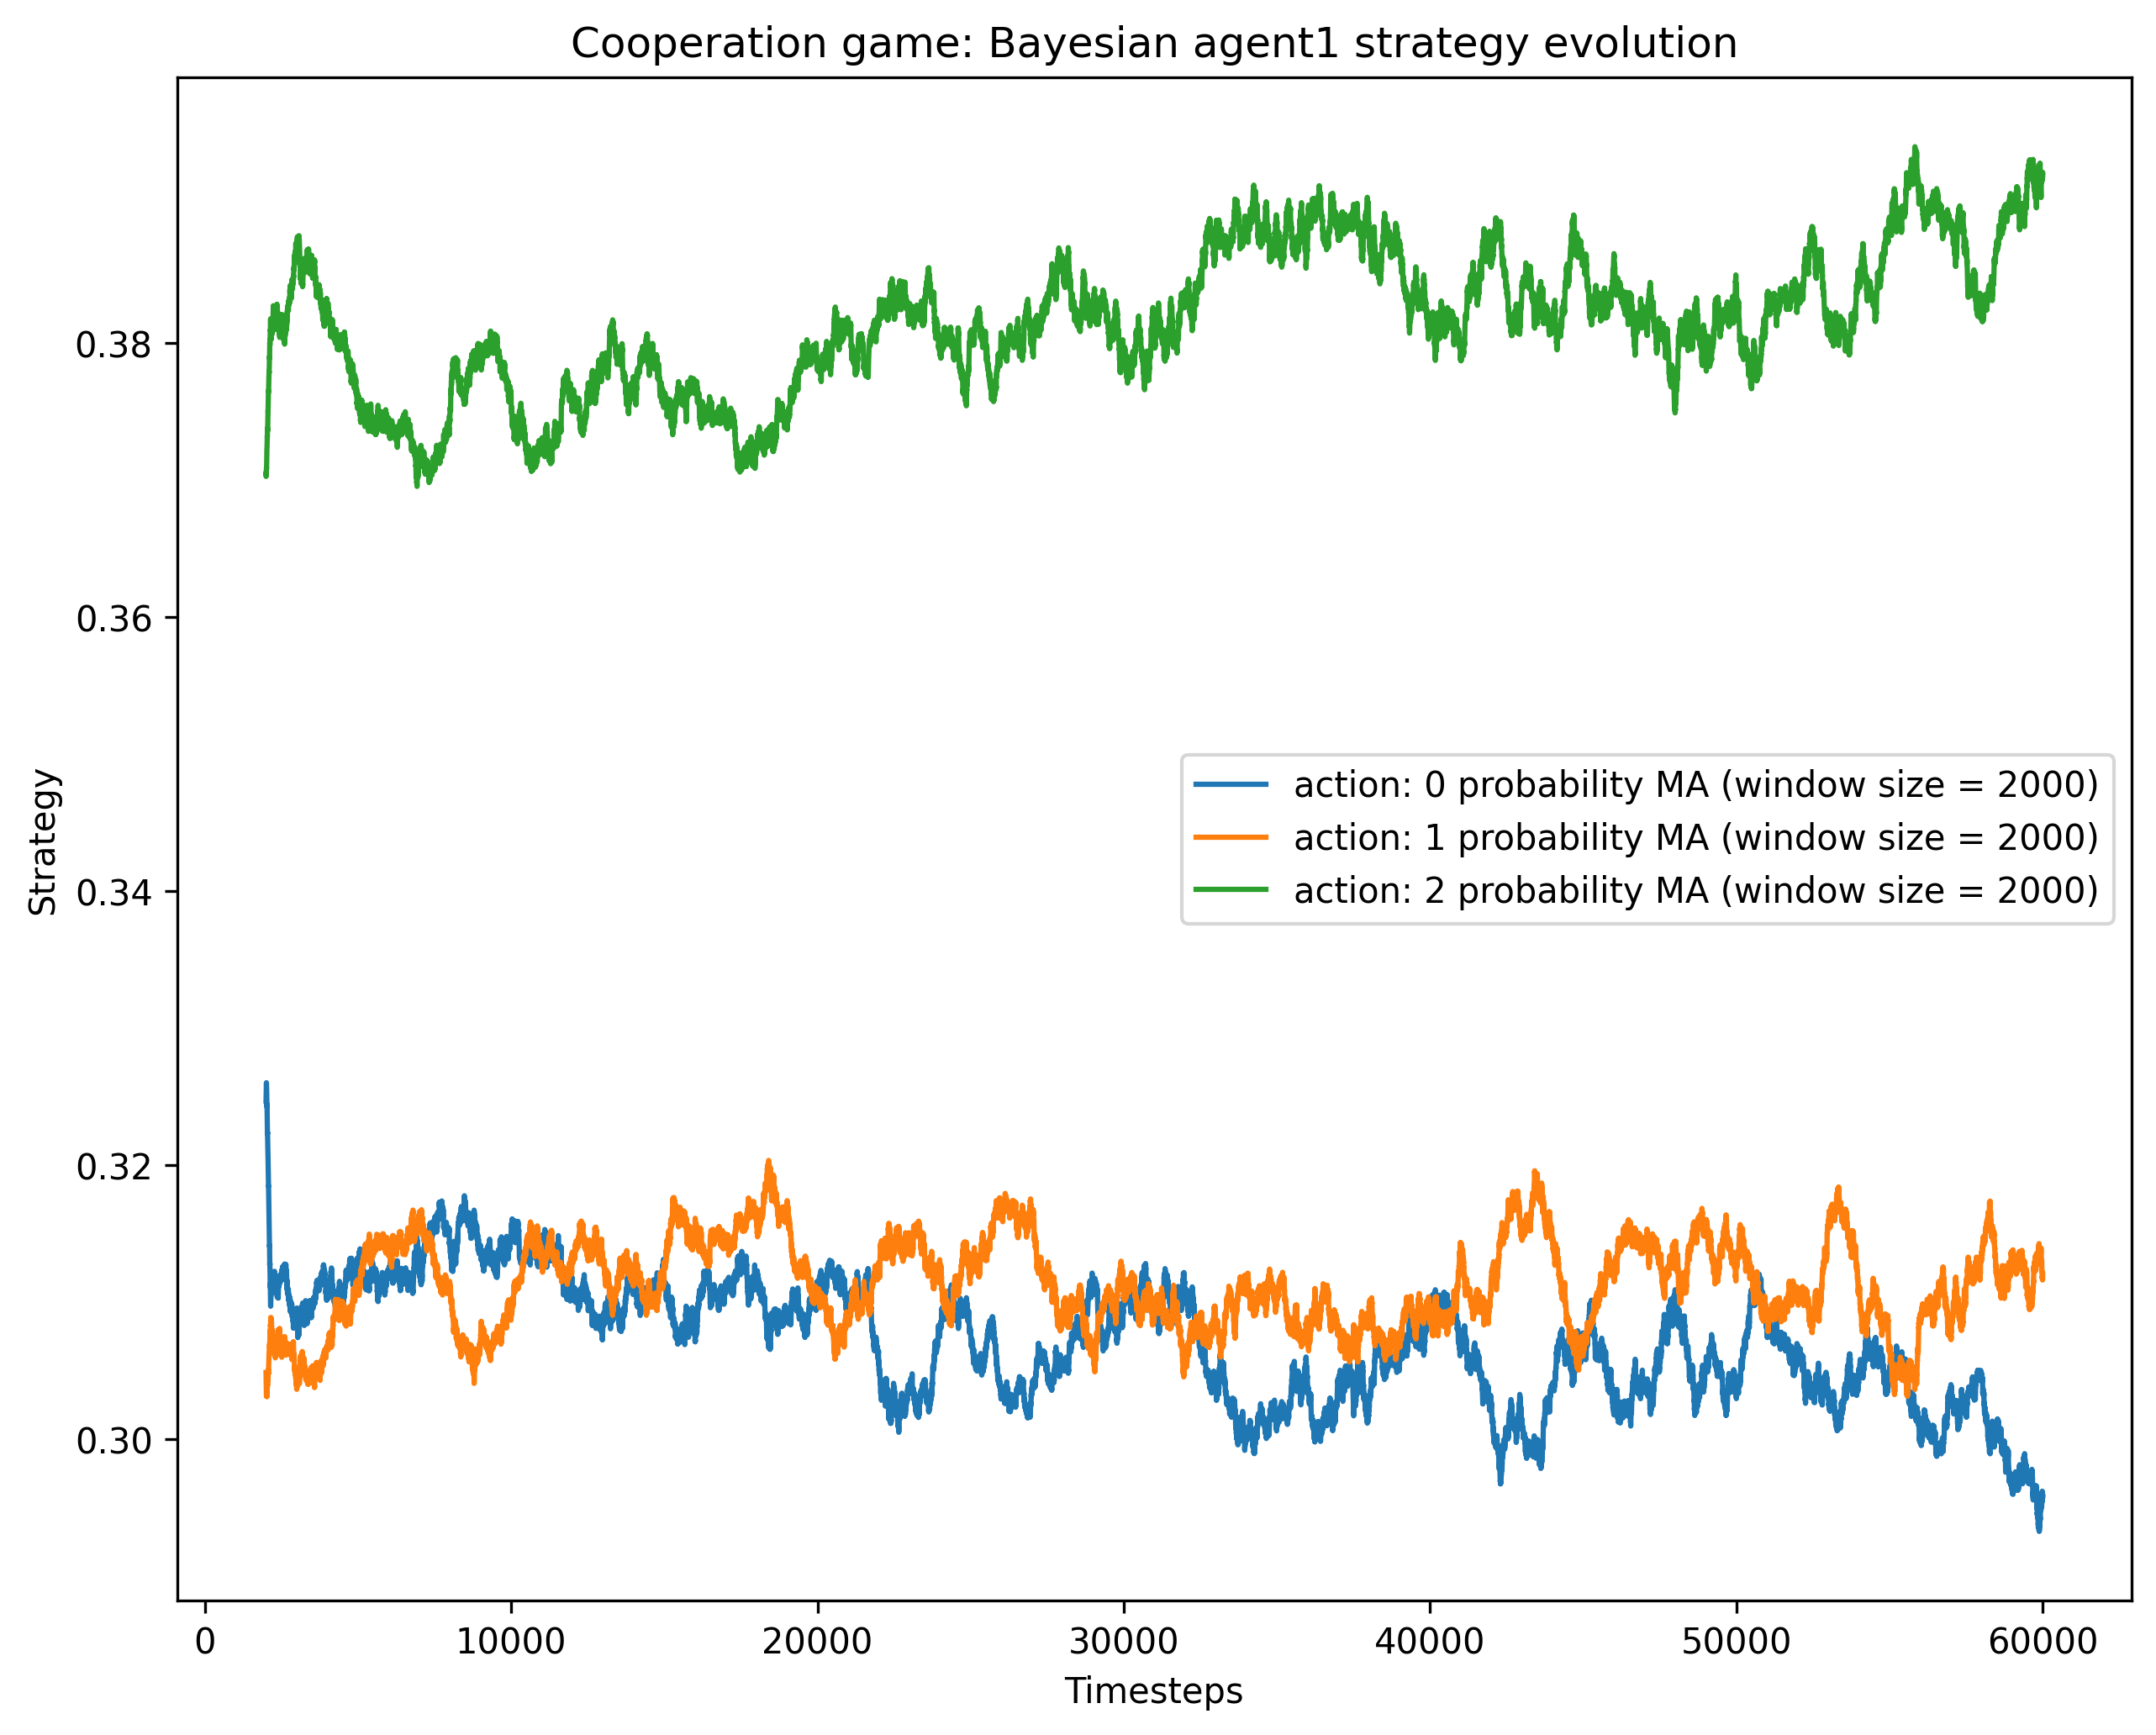 Cooperation game: Bayesian agent1 strategy evolution
Strategy
0.38
0.36
0.34
0.32
0.30
action: 0 probability MA (window size = 2000)
action: 1 probability MA (window size = 2000)
action: 2 probability MA (window size = 2000)
0 10000 20000 30000 40000 50000 60000
Timesteps